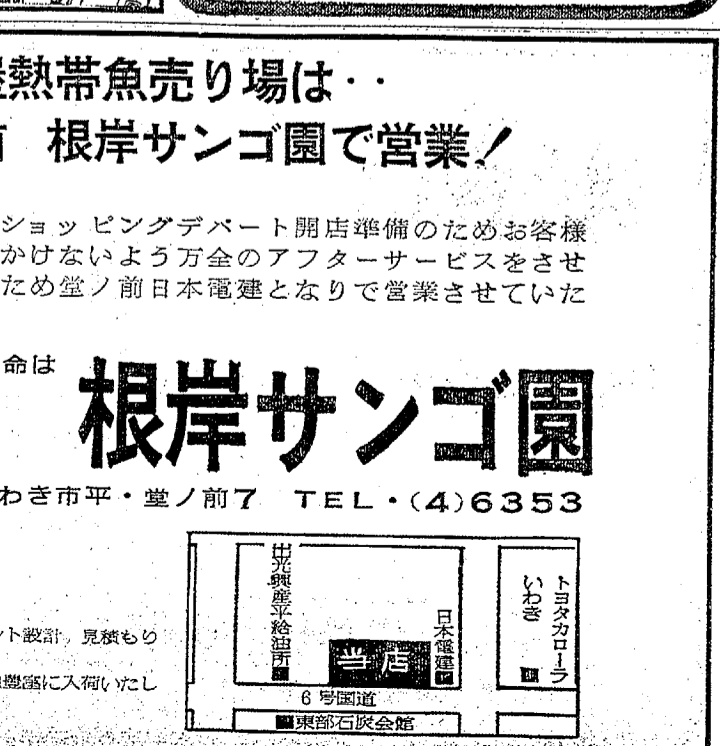 熱帯魚売り場は‥
根岸サンゴ園で営業!
ショッピングデパート開店準備のためお客様
かけないよう万全のアフターサービスをさせ
ため堂ノ前日本電建となりで営業させていた
命は
根岸サンゴ園
わき市平・堂ノ前7 TEL・(4)6353
ト設計 見積もり
豊富に入荷いたし
出光興産平給油所
日本電建
当店
トヨタカローラ
いわき
6号国道
東部石炭会館